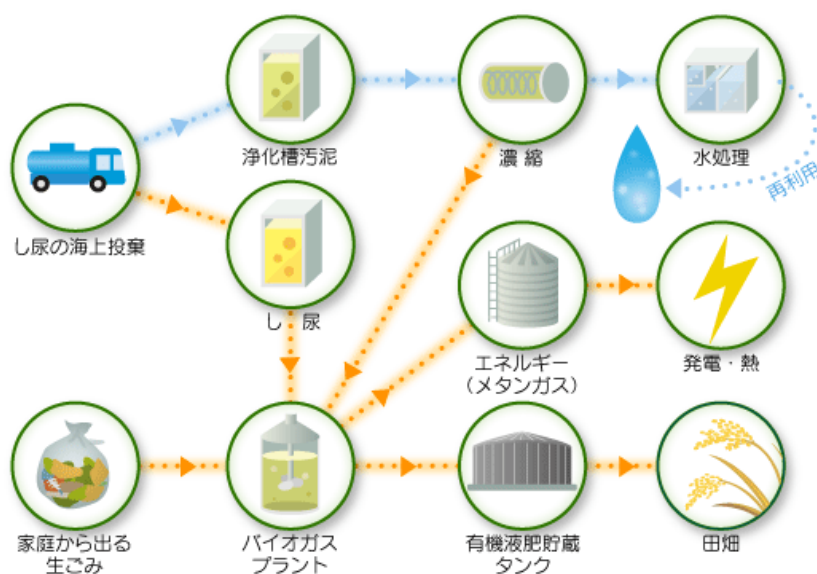 浄化槽汚泥
濃縮
水処理
再利用
し尿の海上投棄
し尿
エネルギー
（メタンガス）
発電・熱
家庭から出る
生ごみ
バイオガス
プラント
有機液肥貯蔵
タンク
田畑